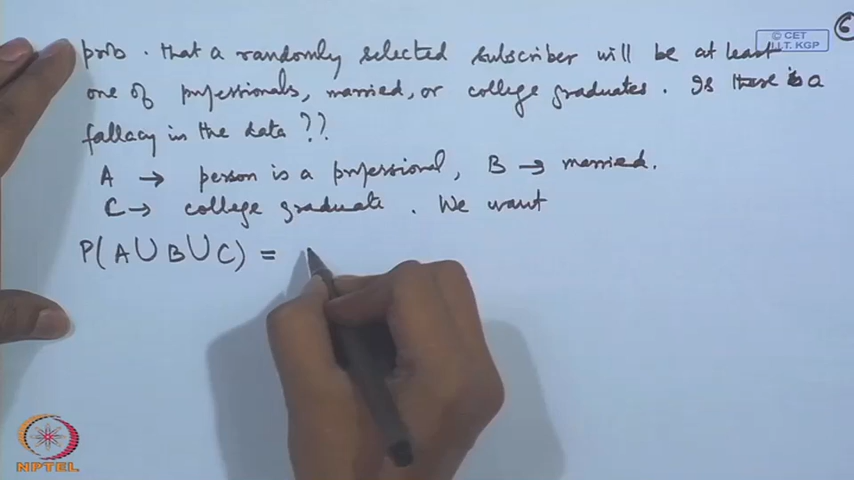 6
© CET
I.I.T. KGP
prob. that a randomly selected subscriber will be at least
one of professionals, married, or college graduates. Is there is a
fallacy in the data ??
A → person is a professional, B → married.
C → college graduate. We want
P(A∪B∪C) =
NPTEL